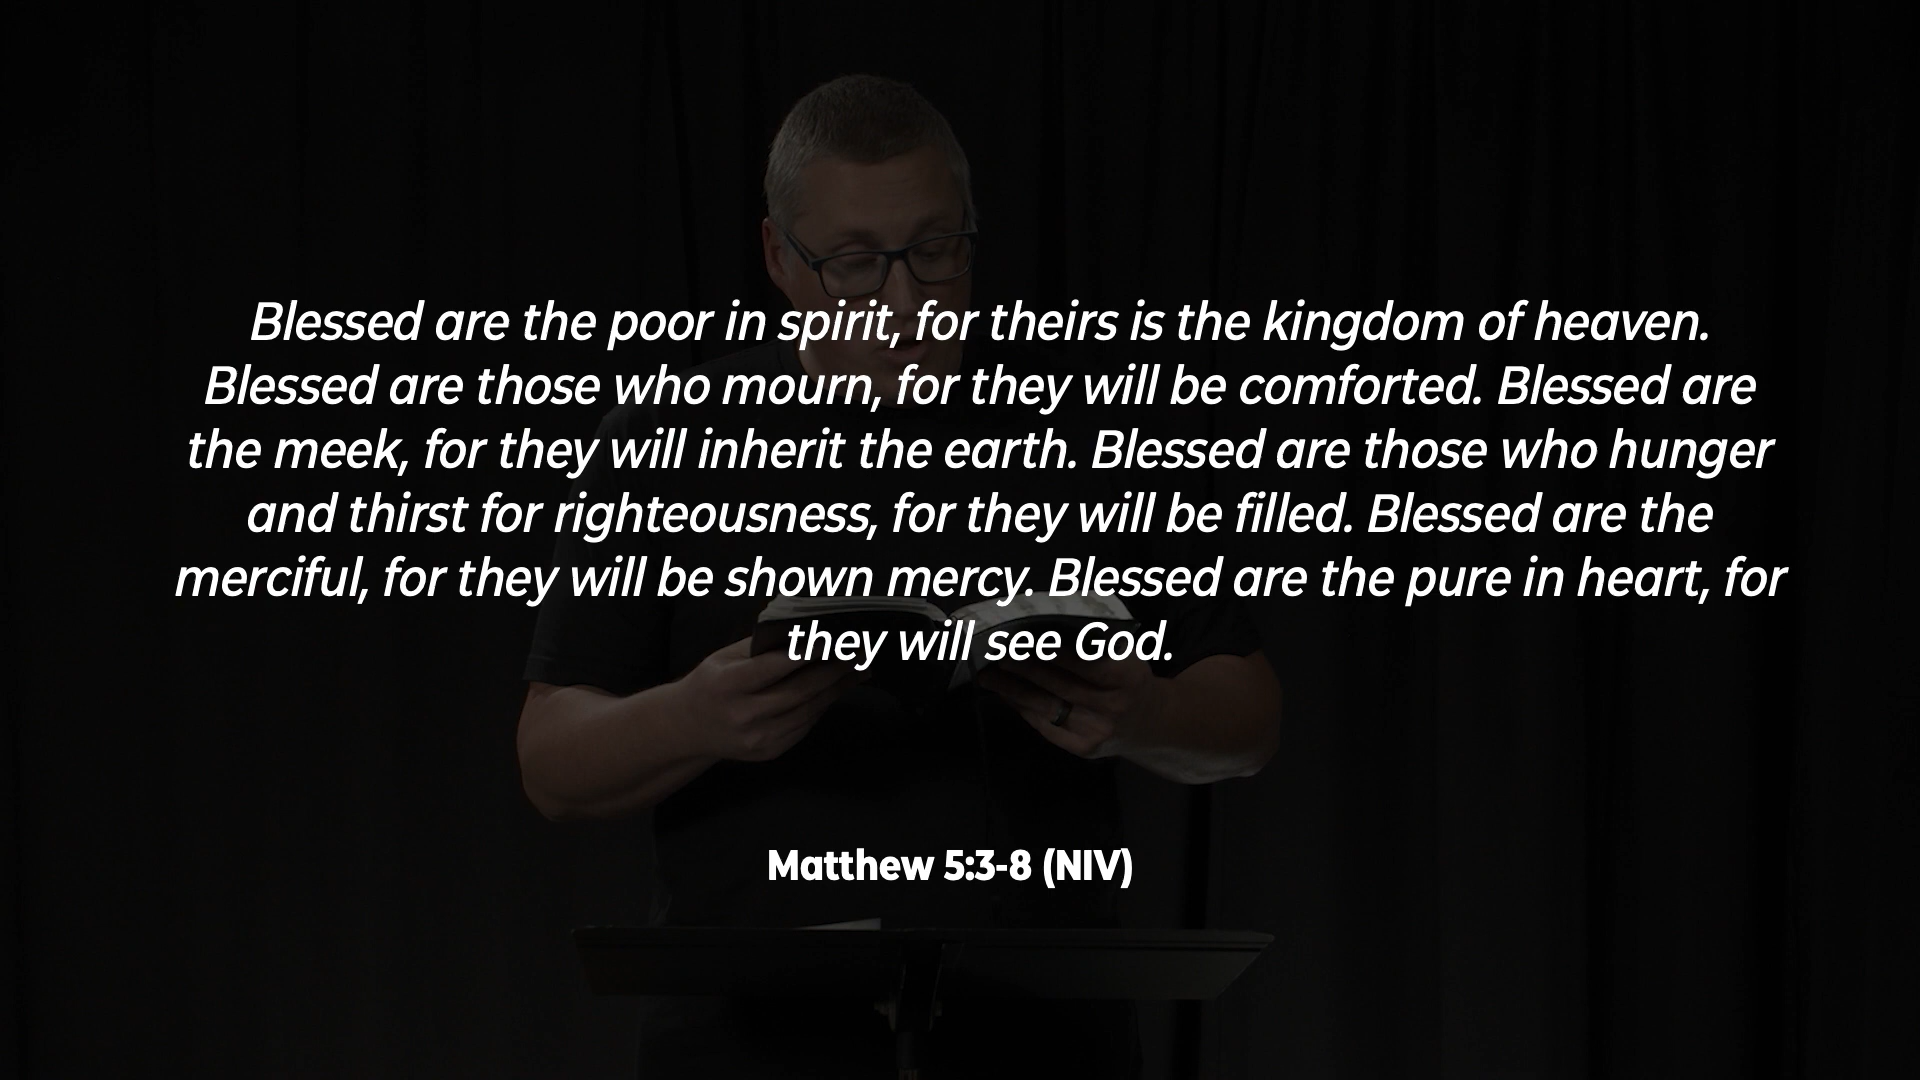 Blessed are the poor in spirit, for theirs is the kingdom of heaven.
Blessed are those who mourn, for they will be comforted. Blessed are
the meek, for they will inherit the earth. Blessed are those who hunger
and thirst for righteousness, for they will be filled. Blessed are the
merciful, for they will be shown mercy. Blessed are the pure in heart, for
they will see God.
Matthew 5:3-8 (NIV)